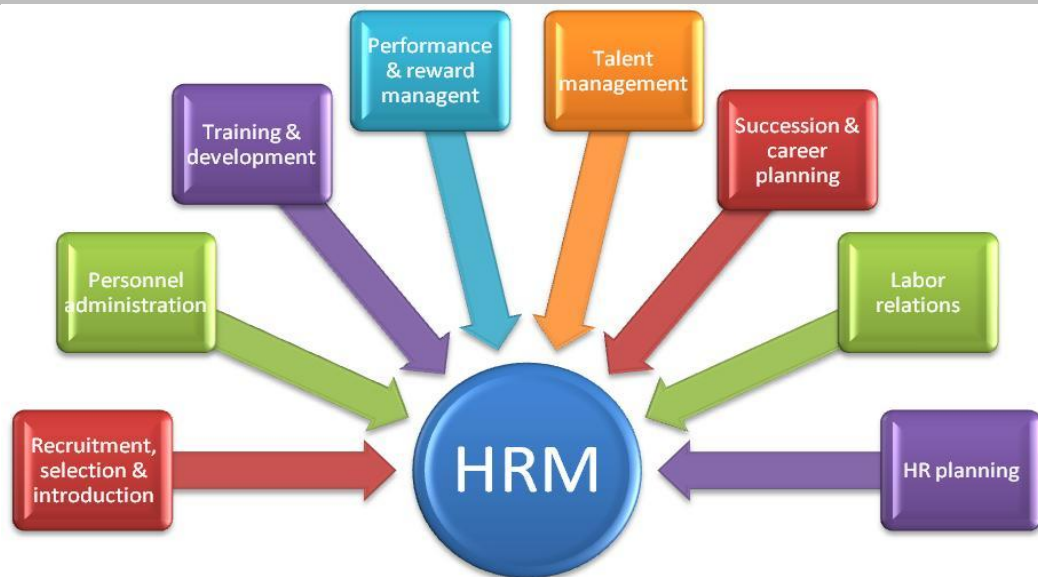 Performance
& reward
managent
Talent
management
Training &
development
Succession &
career
planning
Personnel
administration
Labor
relations
Recruitment,
selection &
introduction
HRM
HR planning